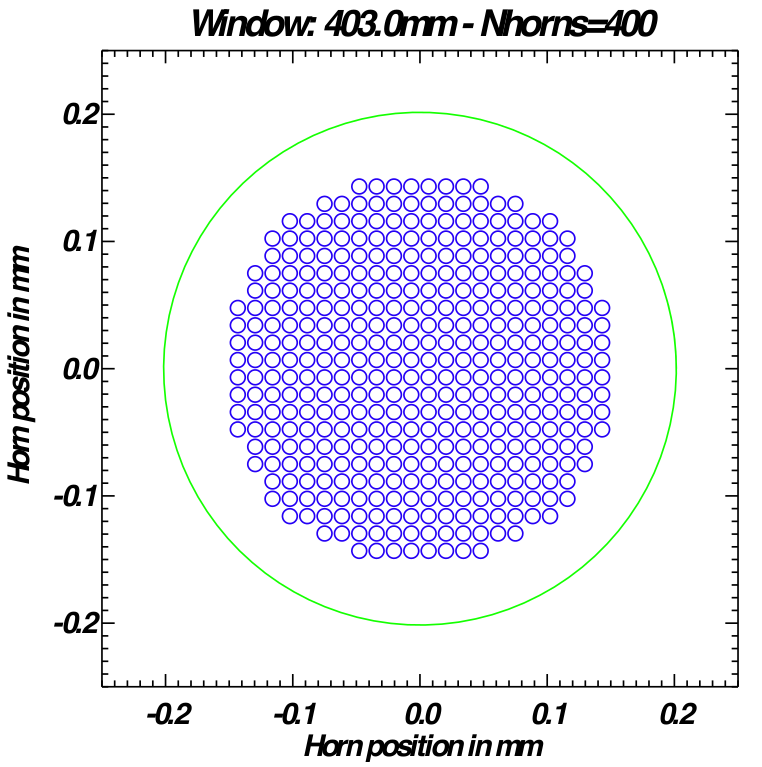 Window: 403.0mm - Nhorns=400
0.2
0.1
0.0
-0.1
-0.2
Horn position in mm
-0.2 -0.1 0.0 0.1 0.2
Horn position in mm